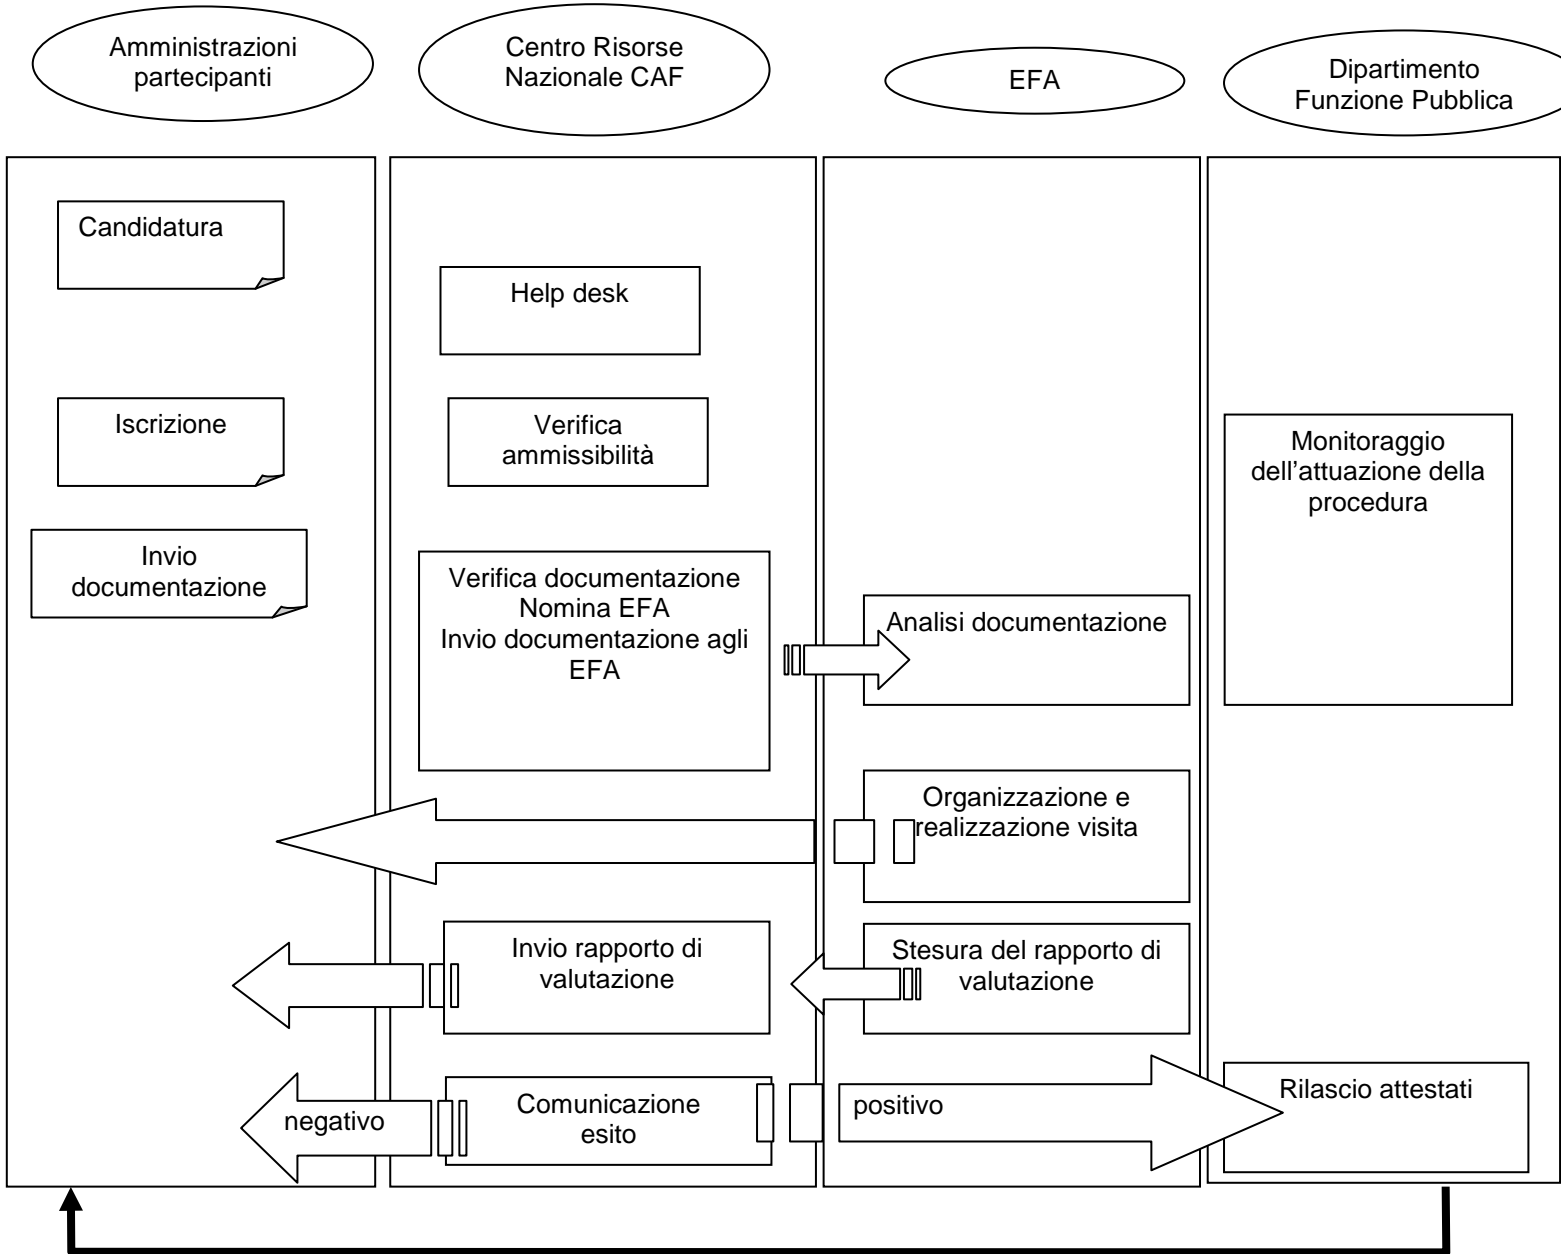 Amministrazioni
partecipanti
Centro Risorse
Nazionale CAF
EFA
Dipartimento
Funzione Pubblica
Candidatura
Help desk
Iscrizione
Verifica
ammissibilità
Monitoraggio
dell’attuazione della
procedura
Invio
documentazione
Verifica documentazione
Nomina EFA
Invio documentazione agli
EFA
Analisi documentazione
Organizzazione e
realizzazione visita
Invio rapporto di
valutazione
Stesura del rapporto di
valutazione
negativo
Comunicazione
esito
positivo
Rilascio attestati